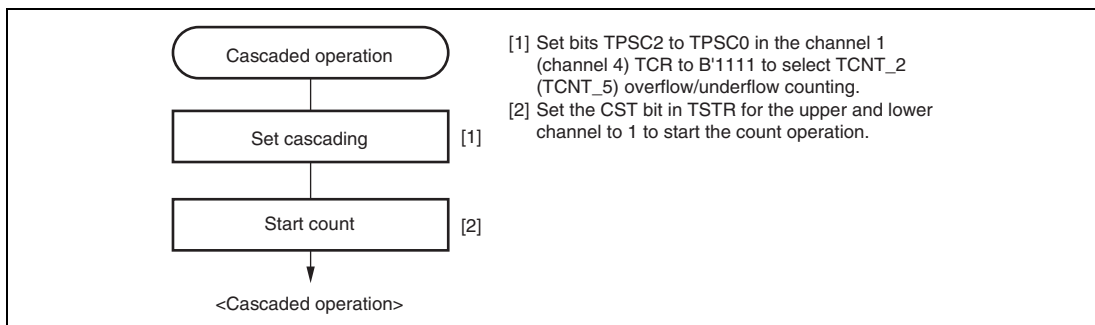 Cascaded operation
Set cascading
[1]
Start count
[2]
<Cascaded operation>
[1] Set bits TPSC2 to TPSC0 in the channel 1
(channel 4) TCR to B'1111 to select TCNT_2
(TCNT_5) overflow/underflow counting.
[2] Set the CST bit in TSTR for the upper and lower
channel to 1 to start the count operation.